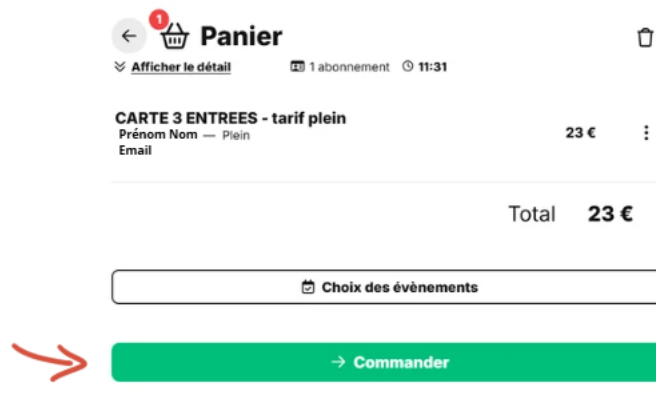 1
Panier
Afficher le détail 1 abonnement 11:31
CARTE 3 ENTREES - tarif plein
Prénom Nom — Plein 23 €
Email
Total 23 €
Choix des évènements
Commander